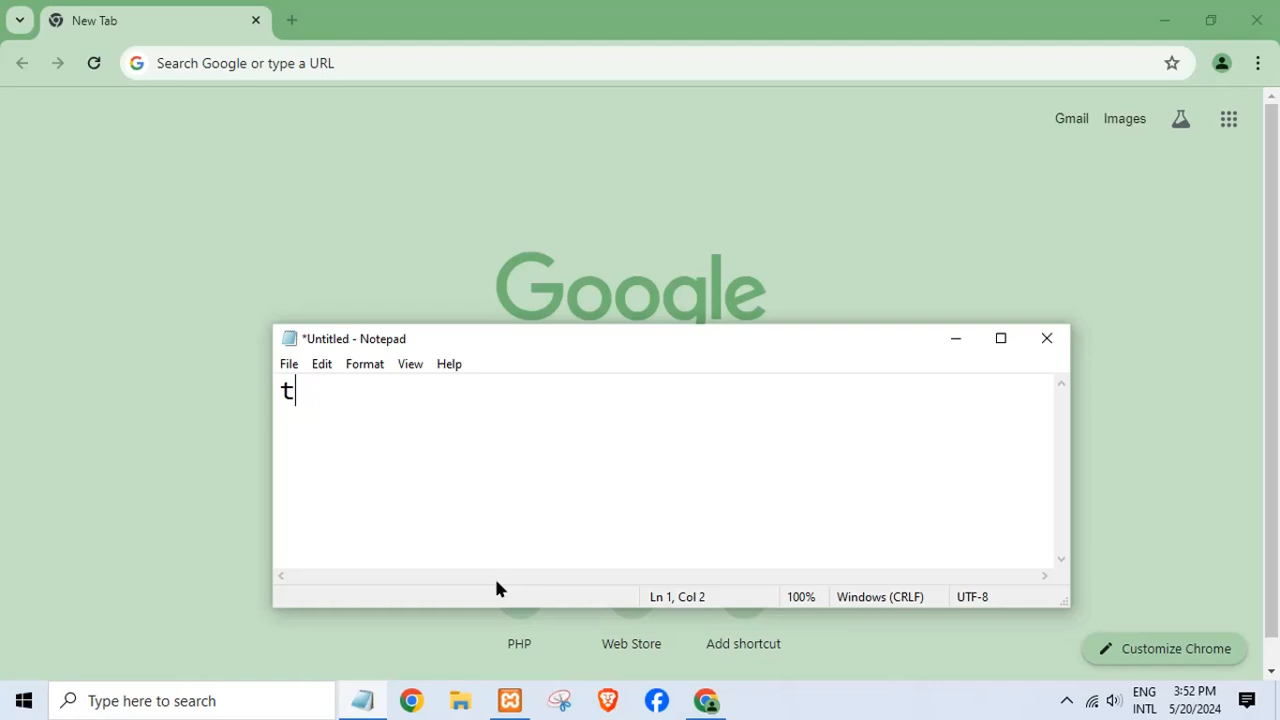 New Tab
Search Google or type a URL
Gmail Images
Google
*Untitled - Notepad
File Edit Format View Help
t
Ln 1, Col 2 100% Windows (CRLF) UTF-8
PHP Web Store Add shortcut
Customize Chrome
Type here to search
ENG
INTL
3:52 PM
5/20/2024